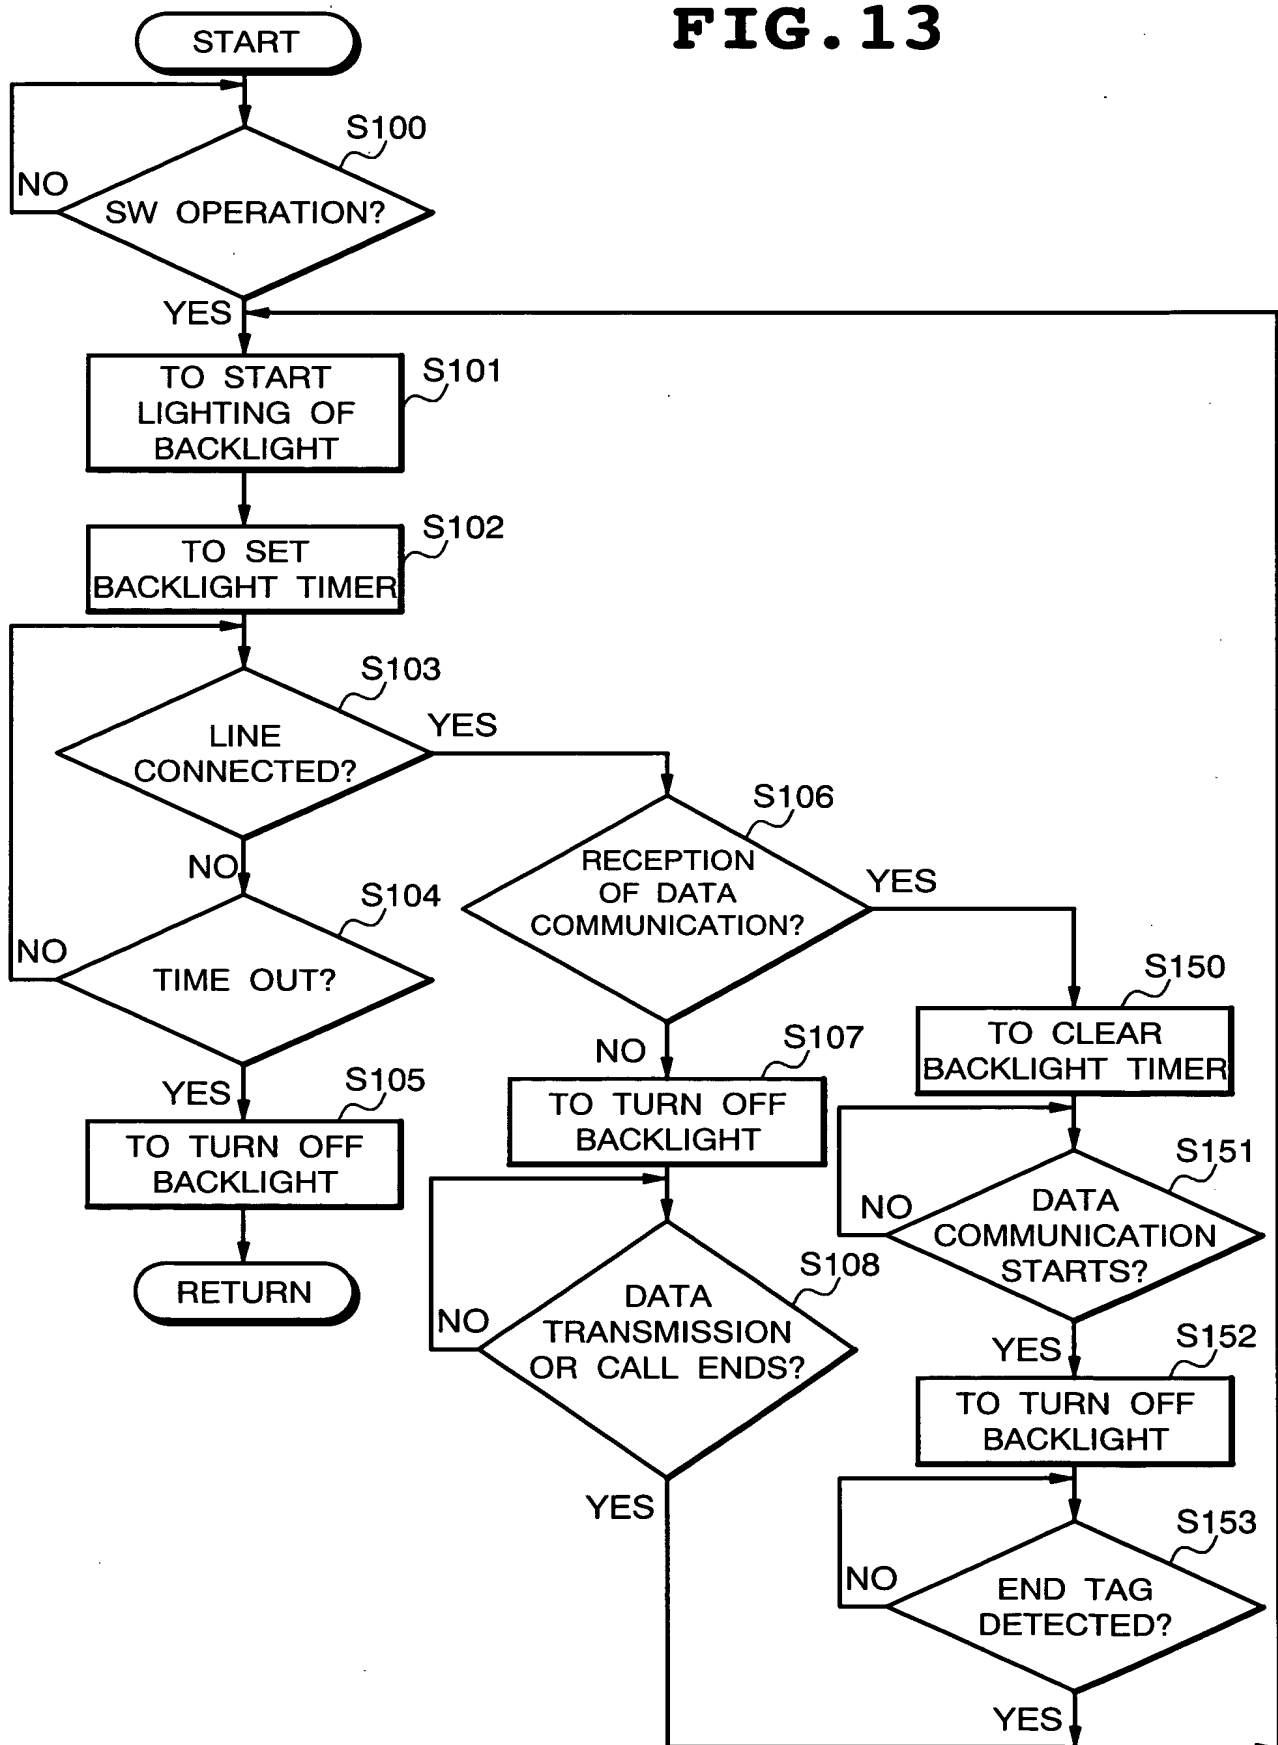 FIG.13
START
S100
NO
SW OPERATION?
YES
TO START
LIGHTING OF
BACKLIGHT
S101
TO SET
BACKLIGHT TIMER
S102
S103
LINE
CONNECTED?
YES
NO
S104
NO
TIME OUT?
YES
S105
TO TURN OFF
BACKLIGHT
RETURN
S106
RECEPTION
OF DATA
COMMUNICATION?
YES
NO
S107
TO TURN OFF
BACKLIGHT
S108
DATA
TRANSMISSION
OR CALL ENDS?
NO
YES
S150
TO CLEAR
BACKLIGHT TIMER
S151
DATA
COMMUNICATION
STARTS?
NO
YES
S152
TO TURN OFF
BACKLIGHT
S153
END TAG
DETECTED?
NO
YES